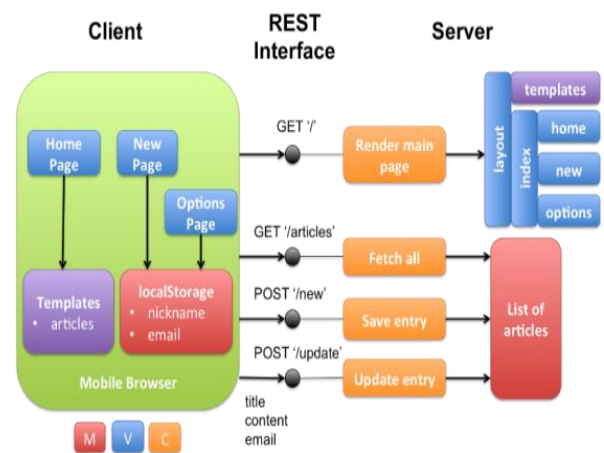 Client
REST
Interface
Server
Home
Page
New
Page
Options
Page
Templates
• articles
localStorage
• nickname
• email
Mobile Browser
M
V
C
GET ‘/’
GET ‘/articles’
POST ‘/new’
POST ‘/update’
title
content
email
Render main
page
Fetch all
Save entry
Update entry
layout
templates
index
home
new
options
List of
articles